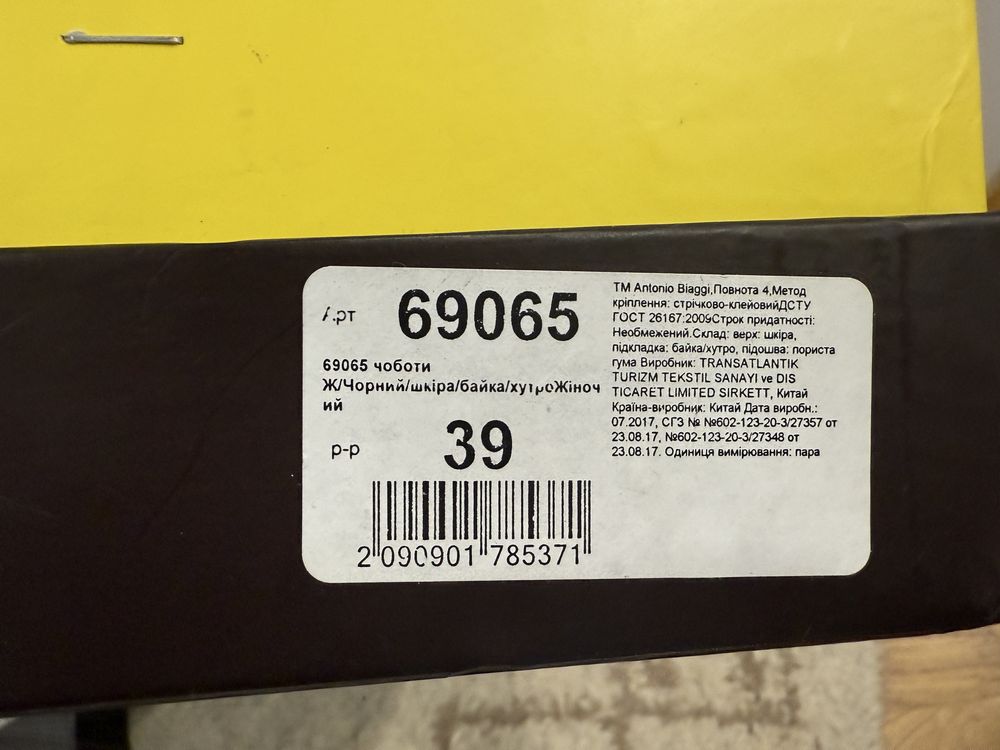 Арт 69065
69065 чоботи
Ж/Чорний/шкіра/байка/хутроЖіноч
ий
р-р 39
2 090901 785371
ТМ Antonio Biaggi,Повнота 4,Метод
кріплення: стрічково-клейовийДСТУ
ГОСТ 26167:2009Строк придатності:
Необмежений.Склад: верх: шкіра,
підкладка: байка/хутро, підошва: пориста
гума Виробник: TRANSATLANTIK
TURIZM TEKSTIL SANAYI ve DIS
TICARET LIMITED SIRKETT, Китай
Країна-виробник: Китай Дата виробн.:
07.2017, СГЗ № №602-123-20-3/27357 от
23.08.17, №602-123-20-3/27348 от
23.08.17. Одиниця вимірювання: пара